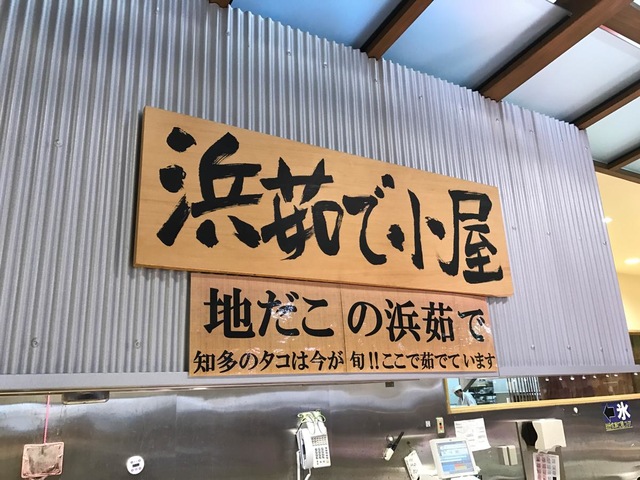 浜茹で小屋
地だこの浜茹で
知多のタコは今が旬!!ここで茹でています
氷